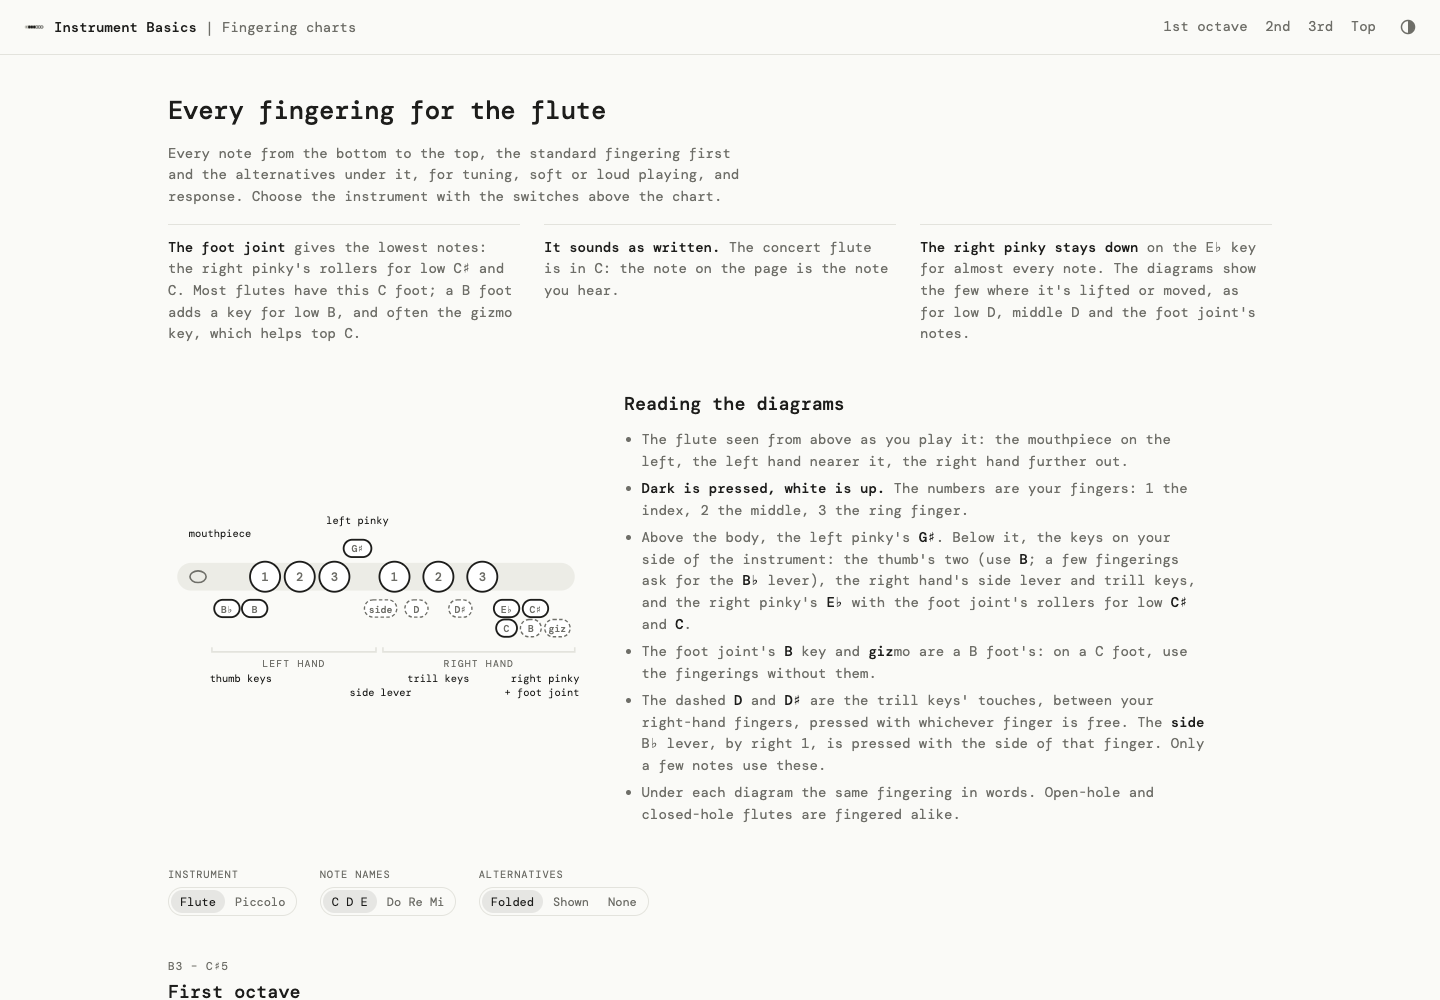 Instrument Basics | Fingering charts
1st octave 2nd 3rd Top
Every fingering for the flute
Every note from the bottom to the top, the standard fingering first
and the alternatives under it, for tuning, soft or loud playing, and
response. Choose the instrument with the switches above the chart.
The foot joint gives the lowest notes:
the right pinky's rollers for low C♯ and
C. Most flutes have this C foot; a B foot
adds a key for low B, and often the gizmo
key, which helps top C.
It sounds as written. The concert flute
is in C: the note on the page is the note
you hear.
The right pinky stays down on the E♭ key
for almost every note. The diagrams show
the few where it's lifted or moved, as
for low D, middle D and the foot joint's
notes.
mouthpiece
left pinky
G♯
1 2 3 1 2 3
B♭ B side D D♯ E♭ C♯
C B giz
LEFT HAND RIGHT HAND
thumb keys trill keys right pinky
side lever + foot joint
Reading the diagrams
• The flute seen from above as you play it: the mouthpiece on the
left, the left hand nearer it, the right hand further out.
• Dark is pressed, white is up. The numbers are your fingers: 1 the
index, 2 the middle, 3 the ring finger.
• Above the body, the left pinky's G♯. Below it, the keys on your
side of the instrument: the thumb's two (use B; a few fingerings
ask for the B♭ lever), the right hand's side lever and trill keys,
and the right pinky's E♭ with the foot joint's rollers for low C♯
and C.
• The foot joint's B key and gizmo are a B foot's: on a C foot, use
the fingerings without them.
• The dashed D and D♯ are the trill keys' touches, between your
right-hand fingers, pressed with whichever finger is free. The side
B♭ lever, by right 1, is pressed with the side of that finger. Only
a few notes use these.
• Under each diagram the same fingering in words. Open-hole and
closed-hole flutes are fingered alike.
INSTRUMENT NOTE NAMES ALTERNATIVES
Flute Piccolo C D E Do Re Mi Folded Shown None
B3 – C♯5
First octave